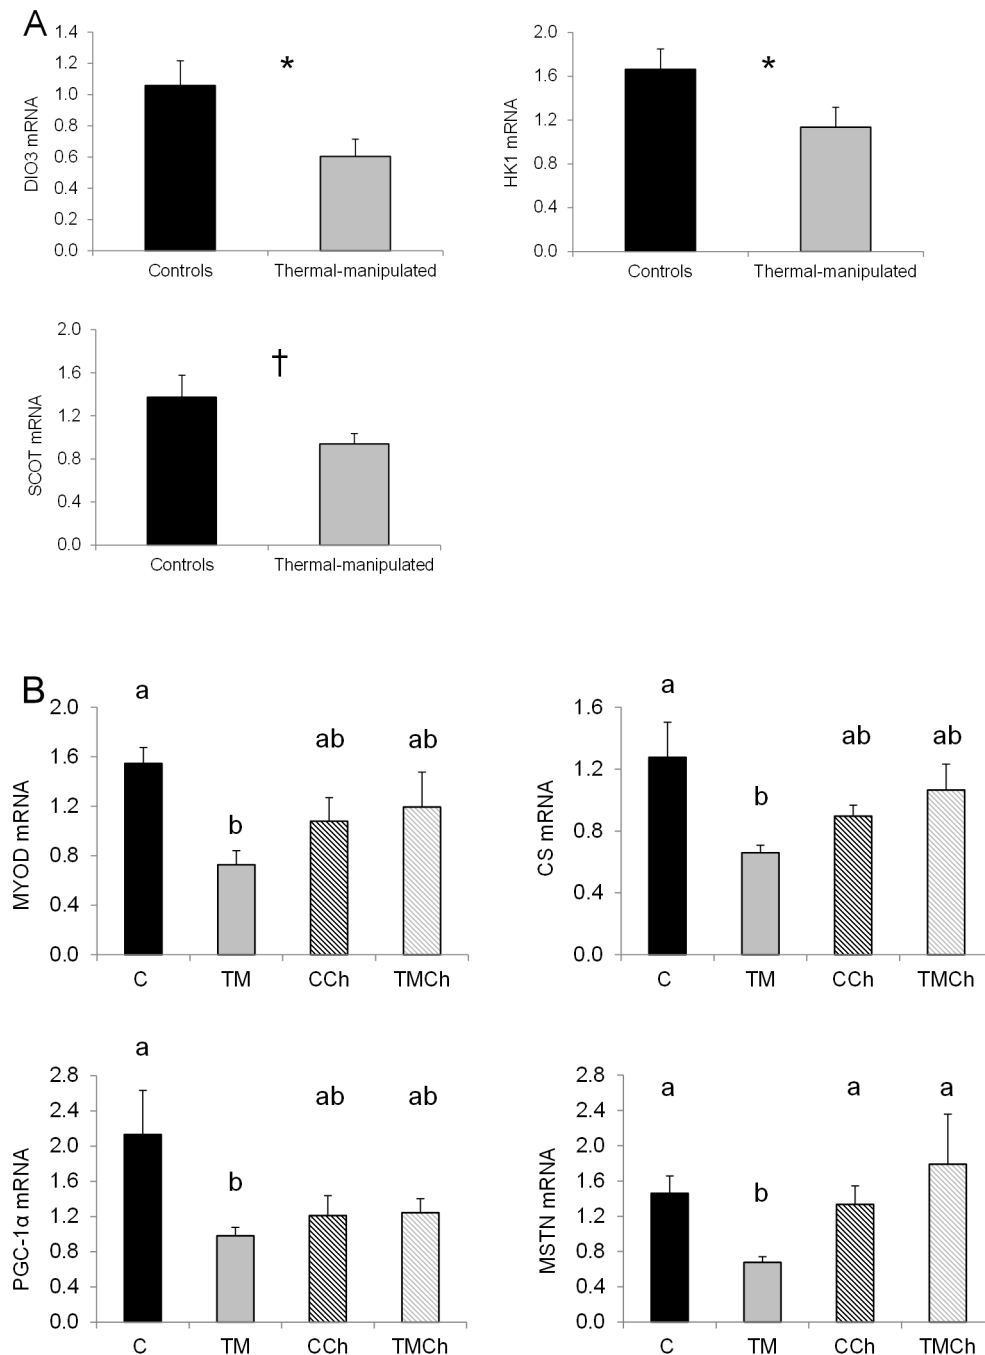 A
DIO3 mRNA
1.4
1.2
1.0
0.8
0.6
0.4
0.2
0.0
*
Controls
Thermal-manipulated
HK1 mRNA
2.0
1.6
1.2
0.8
0.4
0.0
*
Controls
Thermal-manipulated
SCOT mRNA
2.0
1.6
1.2
0.8
0.4
0.0
†
Controls
Thermal-manipulated
B
MYOD mRNA
2.0
1.6
1.2
0.8
0.4
0.0
a
b
ab
ab
C
TM
CCh
TMCh
CS mRNA
1.6
1.2
0.8
0.4
0.0
a
b
ab
ab
C
TM
CCh
TMCh
PGC-1α mRNA
2.8
2.4
2.0
1.6
1.2
0.8
0.4
0.0
a
b
ab
ab
C
TM
CCh
TMCh
MSTN mRNA
2.8
2.4
2.0
1.6
1.2
0.8
0.4
0.0
a
b
a
a
C
TM
CCh
TMCh